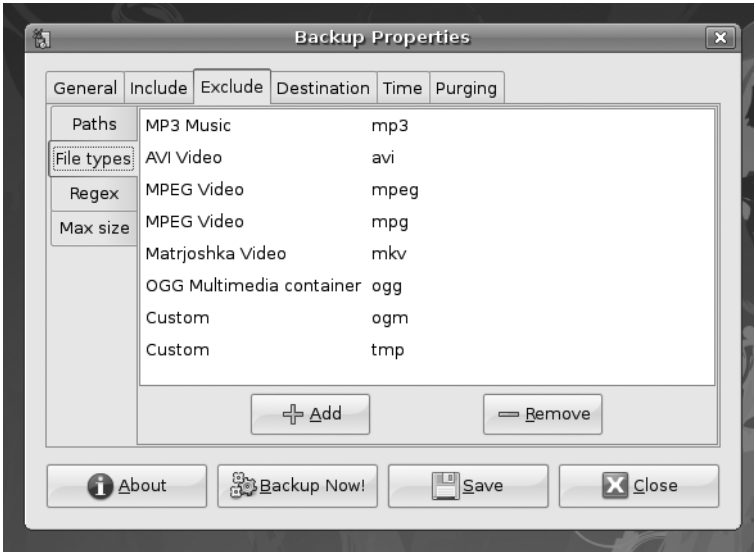 Backup Properties
General Include Exclude Destination Time Purging
Paths
File types
Regex
Max size
MP3 Music mp3
AVI Video avi
MPEG Video mpeg
MPEG Video mpg
Matrjoshka Video mkv
OGG Multimedia container ogg
Custom ogm
Custom tmp
Add Remove
About Backup Now! Save Close